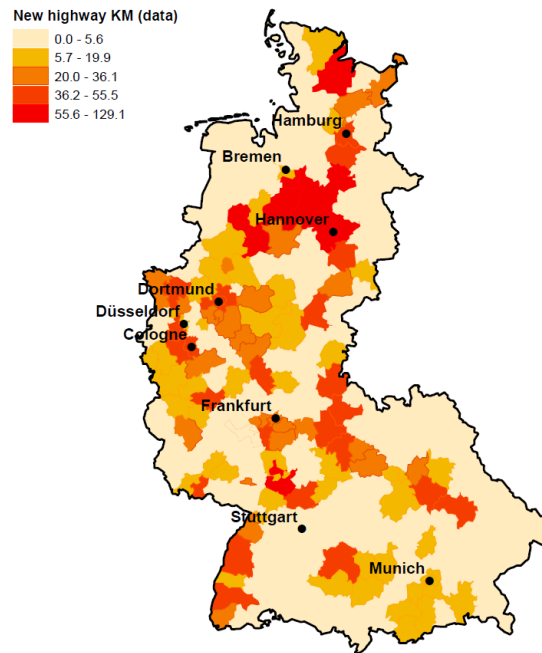 New highway KM (data)
0.0 - 5.6
5.7 - 19.9
20.0 - 36.1
36.2 - 55.5
55.6 - 129.1
Hamburg
Bremen
Hannover
Dortmund
Düsseldorf
Cologne
Frankfurt
Stuttgart
Munich